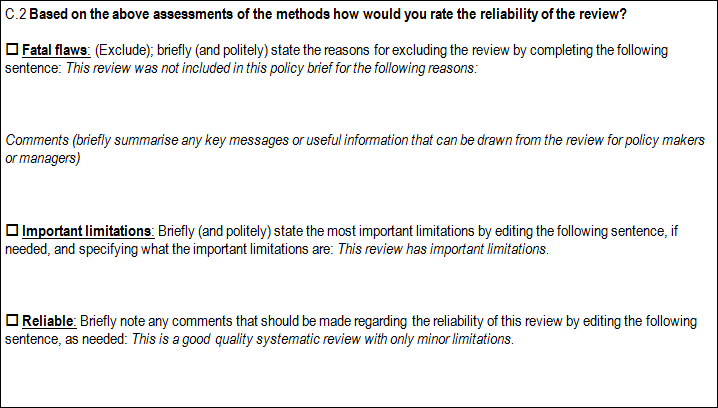 C.2 Based on the above assessments of the methods how would you rate the reliability of the review?
☐ Fatal flaws: (Exclude); briefly (and politely) state the reasons for excluding the review by completing the following
sentence: This review was not included in this policy brief for the following reasons:
Comments (briefly summarise any key messages or useful information that can be drawn from the review for policy makers
or managers)
☐ Important limitations: Briefly (and politely) state the most important limitations by editing the following sentence, if
needed, and specifying what the important limitations are: This review has important limitations.
☐ Reliable: Briefly note any comments that should be made regarding the reliability of this review by editing the following
sentence, as needed: This is a good quality systematic review with only minor limitations.